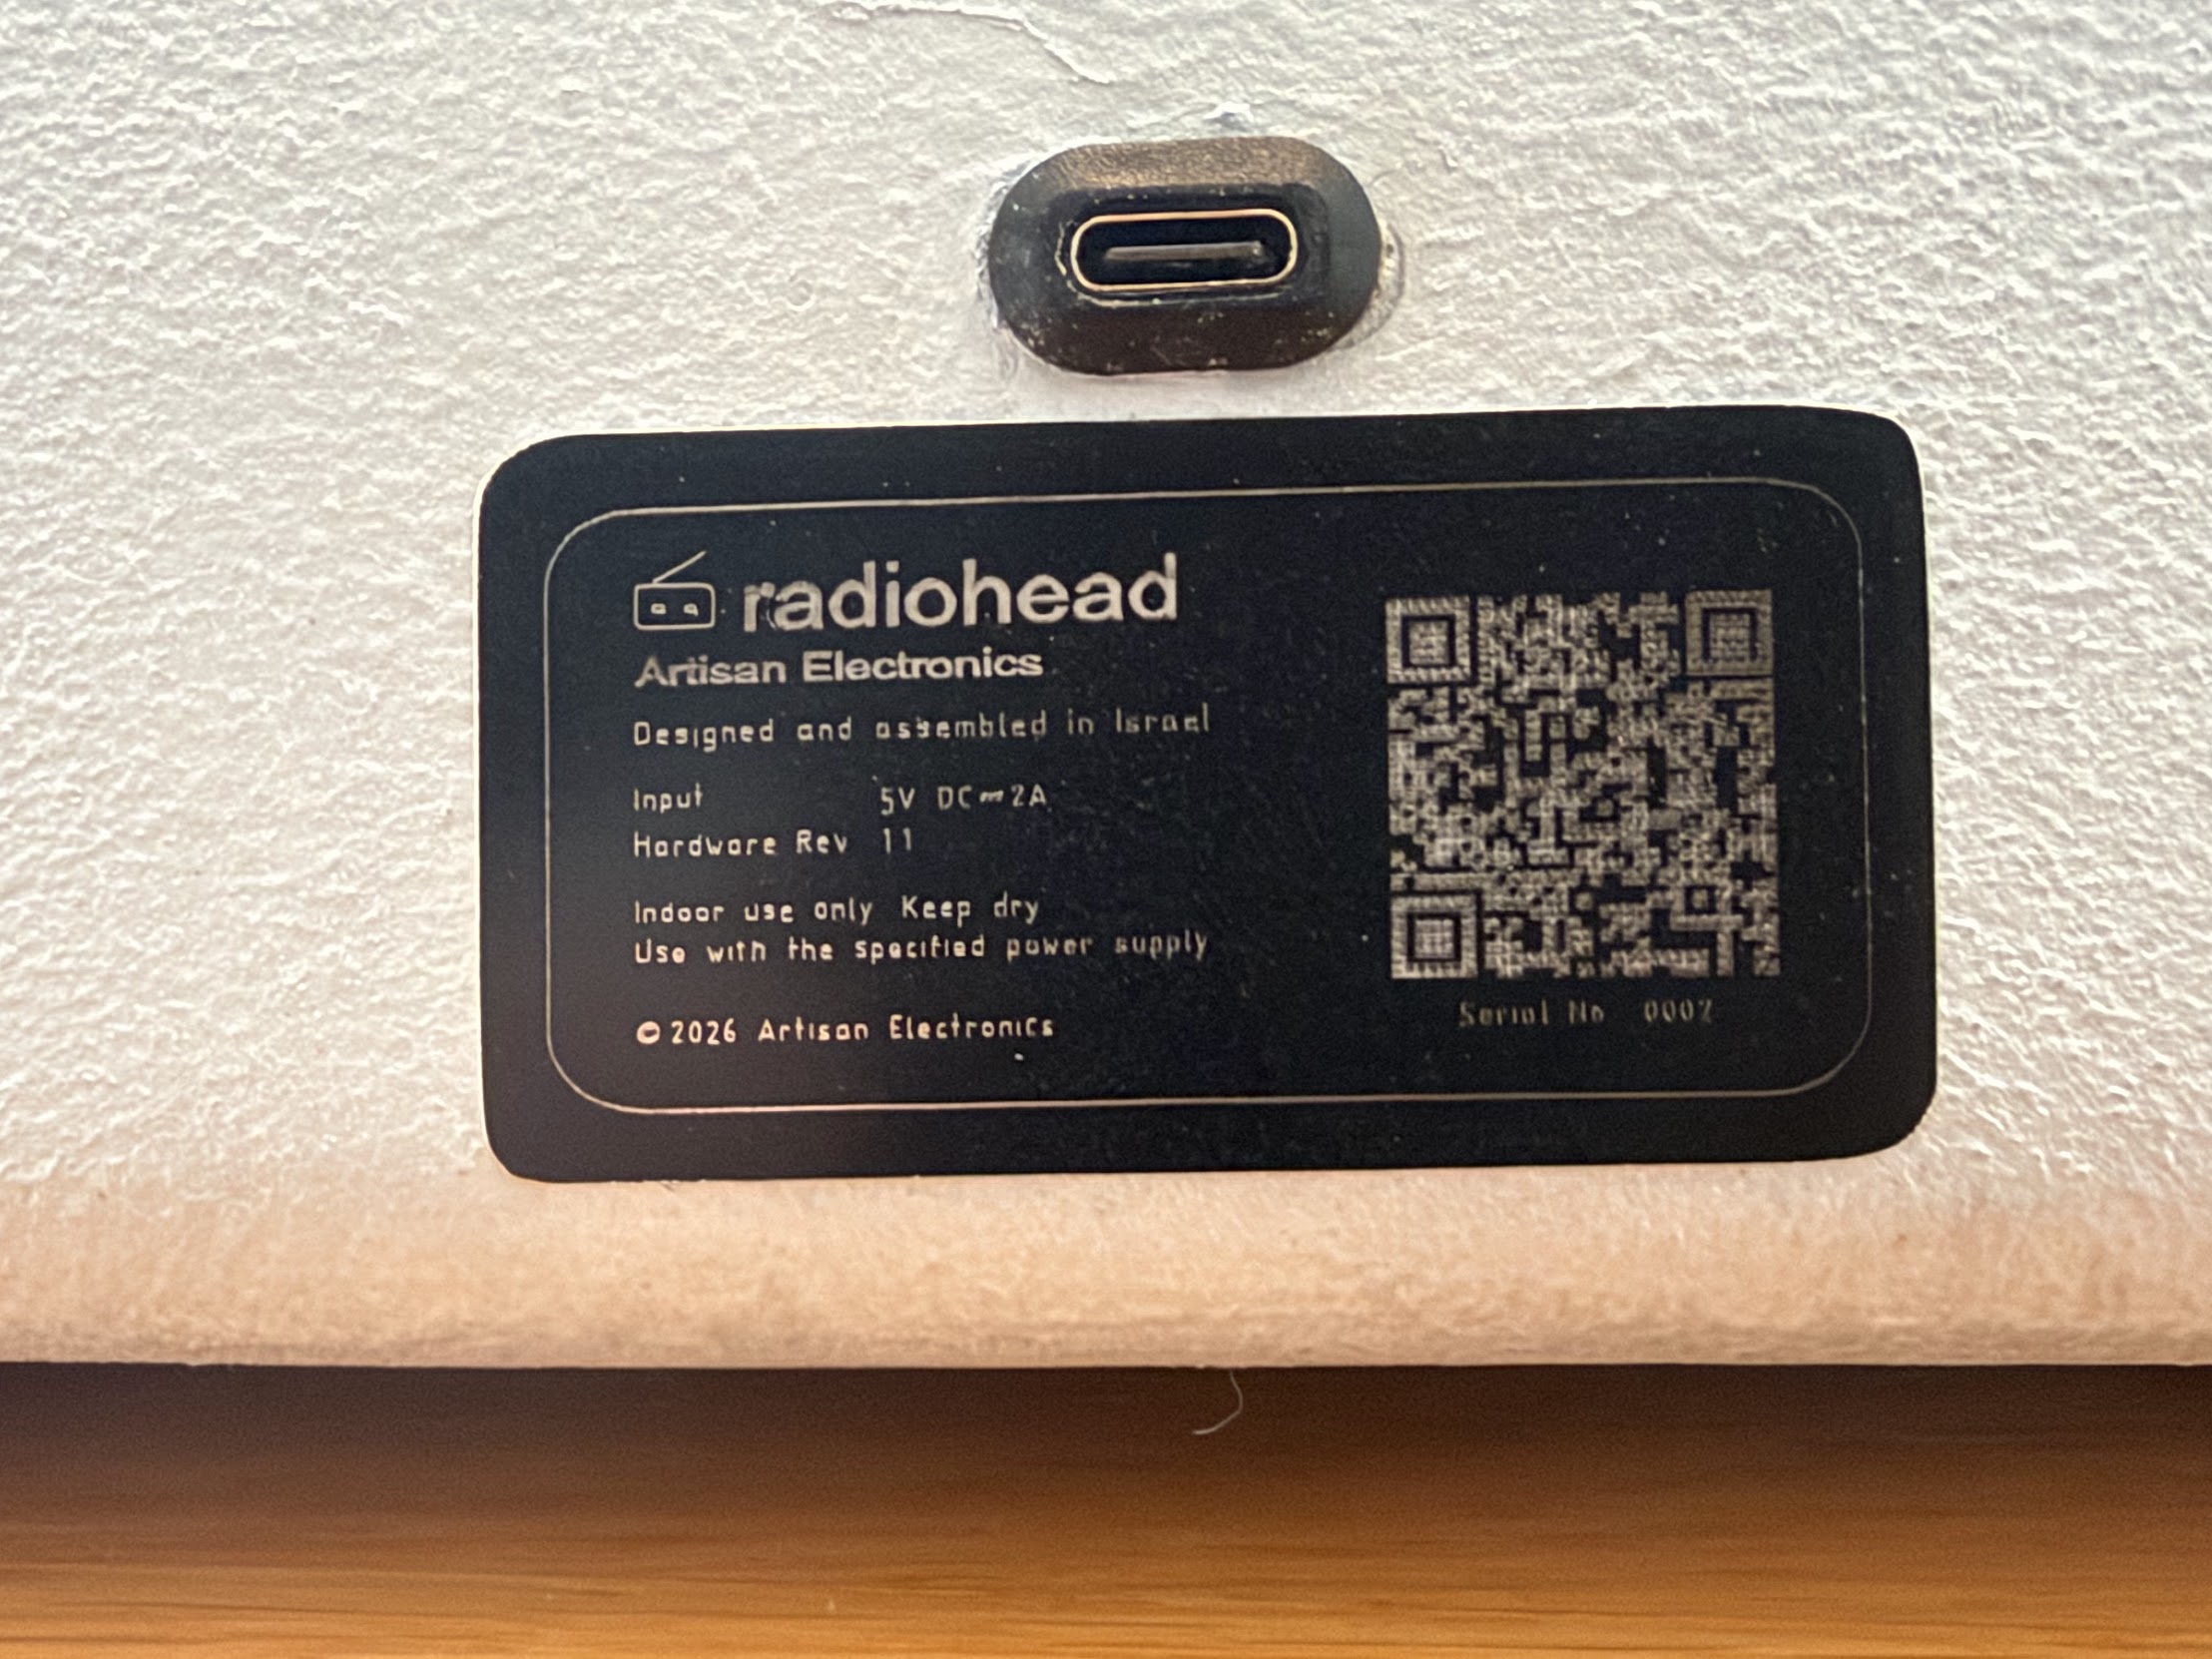 radiohead
Artisan Electronics
Designed and assembled in Israel
Input 5V DC⎓2A
Hardware Rev 11
Indoor use only Keep dry
Use with the specified power supply
© 2026 Artisan Electronics
Serial No 0002